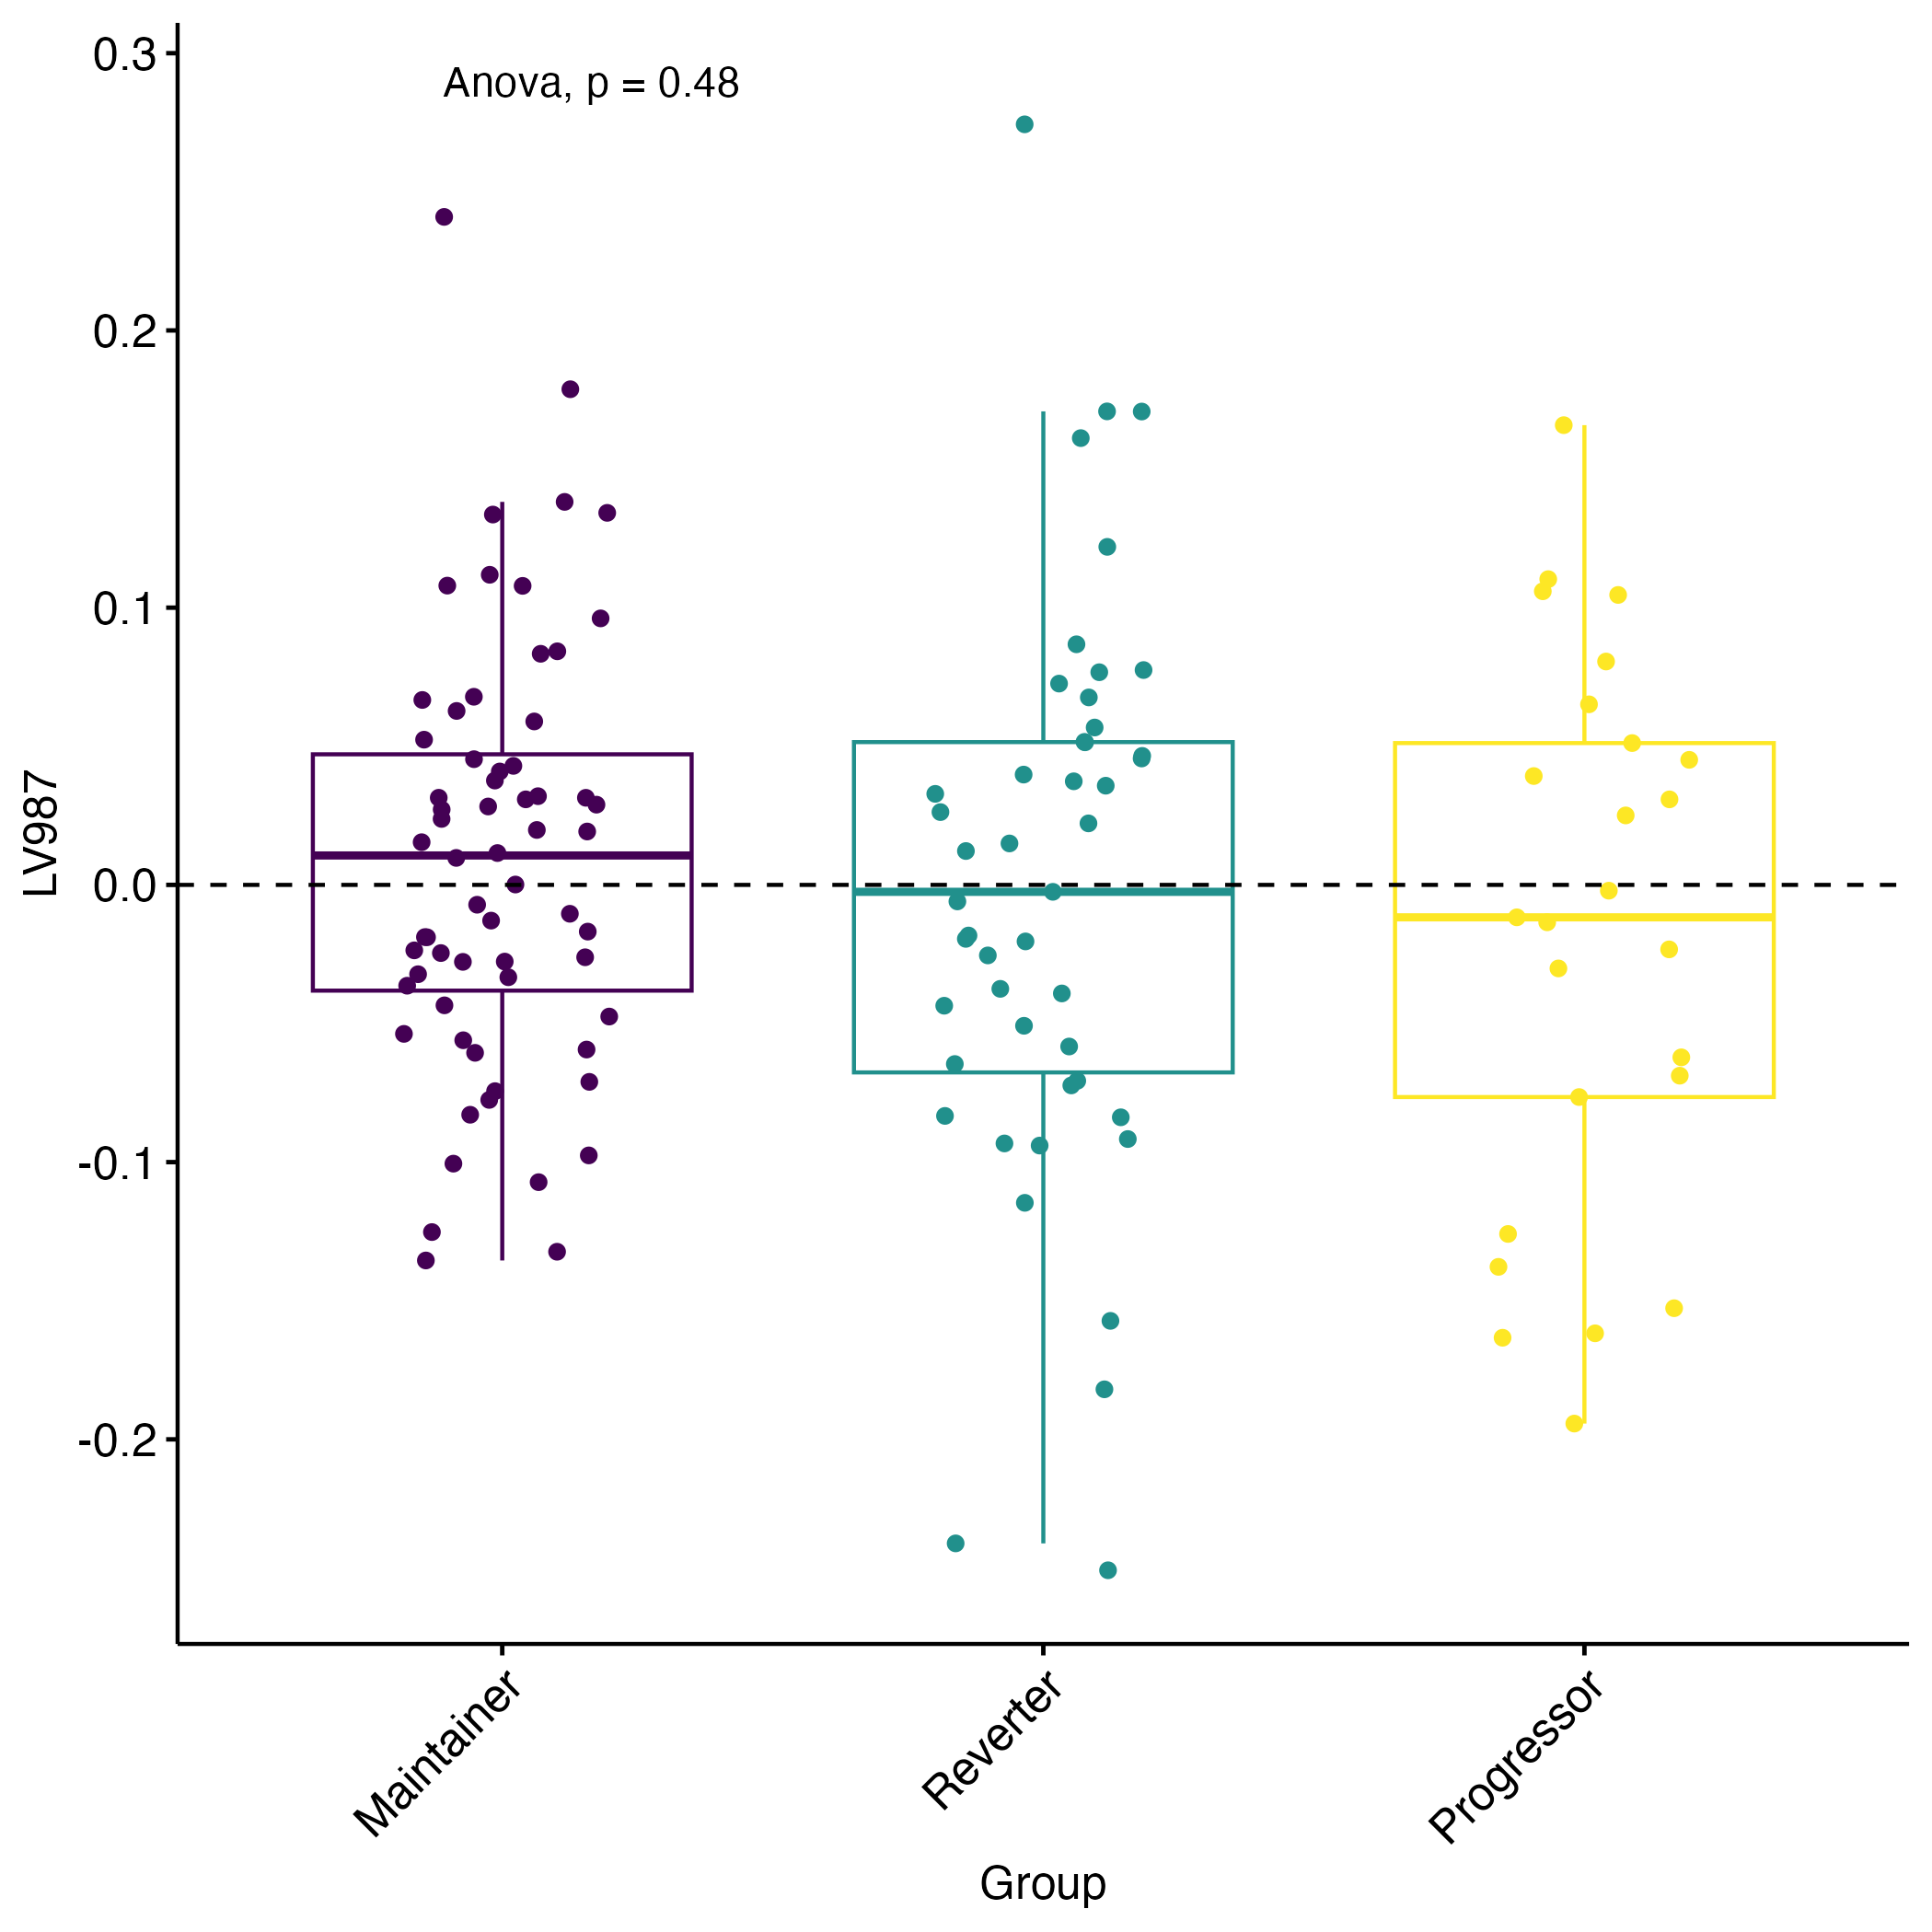 Anova, p = 0.48
LV987
0.3
0.2
0.1
0.0
-0.1
-0.2
Maintainer
Reverter
Progressor
Group